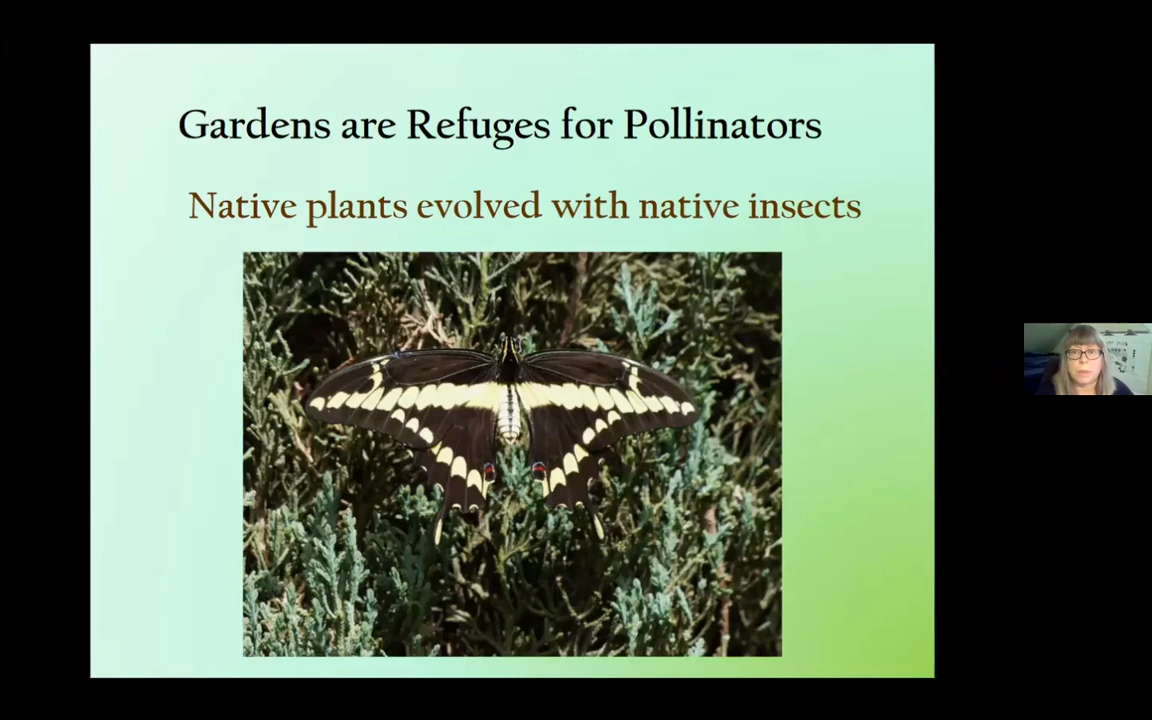 Gardens are Refuges for Pollinators
Native plants evolved with native insects